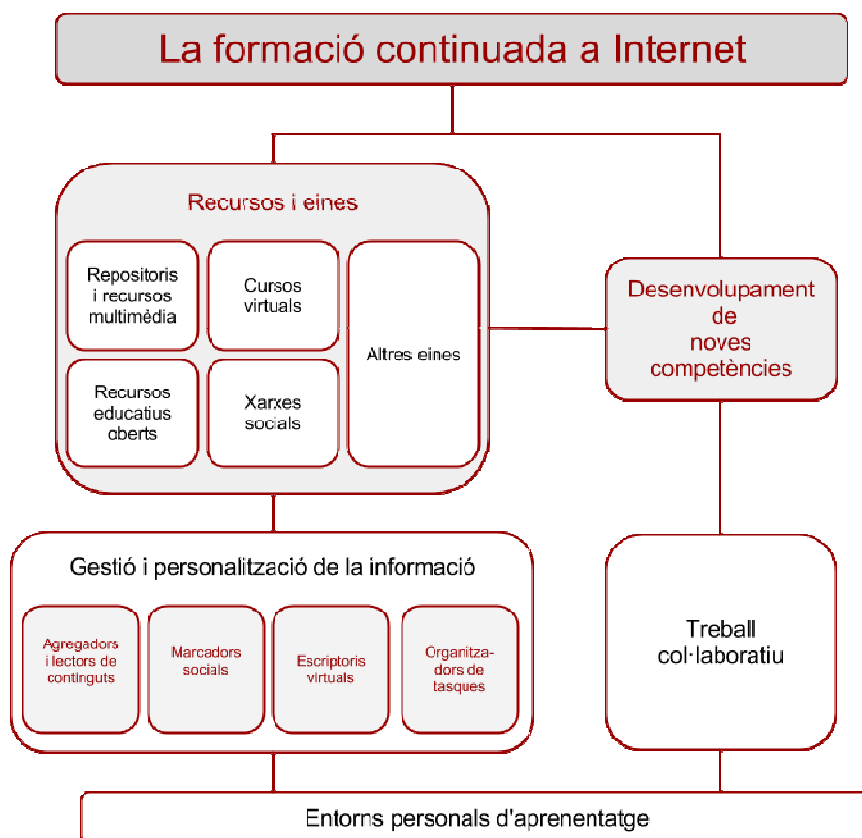 La formació continuada a Internet
Recursos i eines
Repositoris
i recursos
multimèdia
Cursos
virtuals
Altres eines
Recursos
educatius
oberts
Xarxes
socials
Desenvolupament
de
noves
competències
Gestió i personalització de la informació
Agregadors
i lectors de
continguts
Marcadors
socials
Escriptoris
virtuals
Organitza-
dors de
tasques
Treball
col·laboratiu
Entorns personals d'aprenentatge